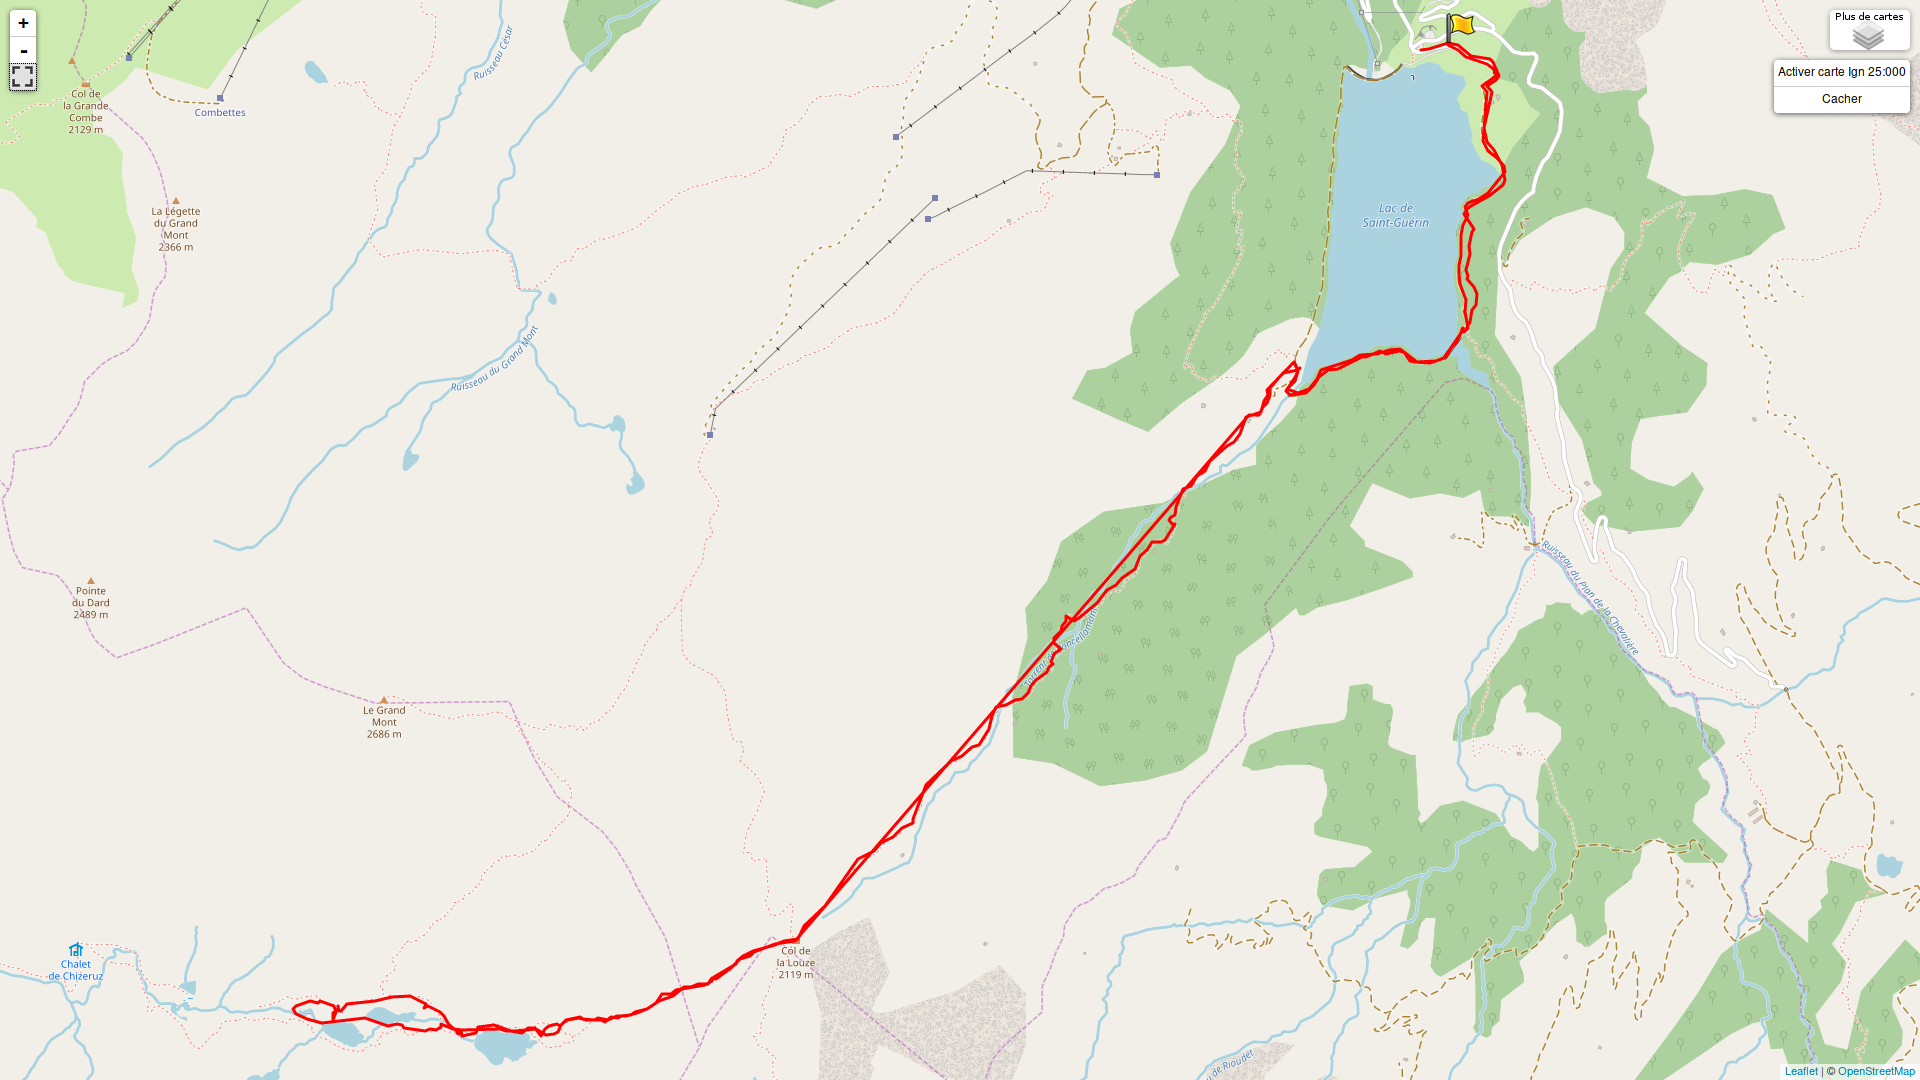 +
-
Plus de cartes
Activer carte Ign 25:000
Cacher
Ruisseau César
Col de
la Grande
Combe
2129 m
Combettes
La Légette
du Grand
Mont
2366 m
Lac de
Saint-Guérin
Ruisseau du Grand Mont
Pointe
du Dard
2489 m
Ruisseau du Plan de la Chevalière
Le Grand
Mont
2686 m
Col de
la Louze
2119 m
Chalet
de Chizeruz
de Rioudet
Leaflet | © OpenStreetMap